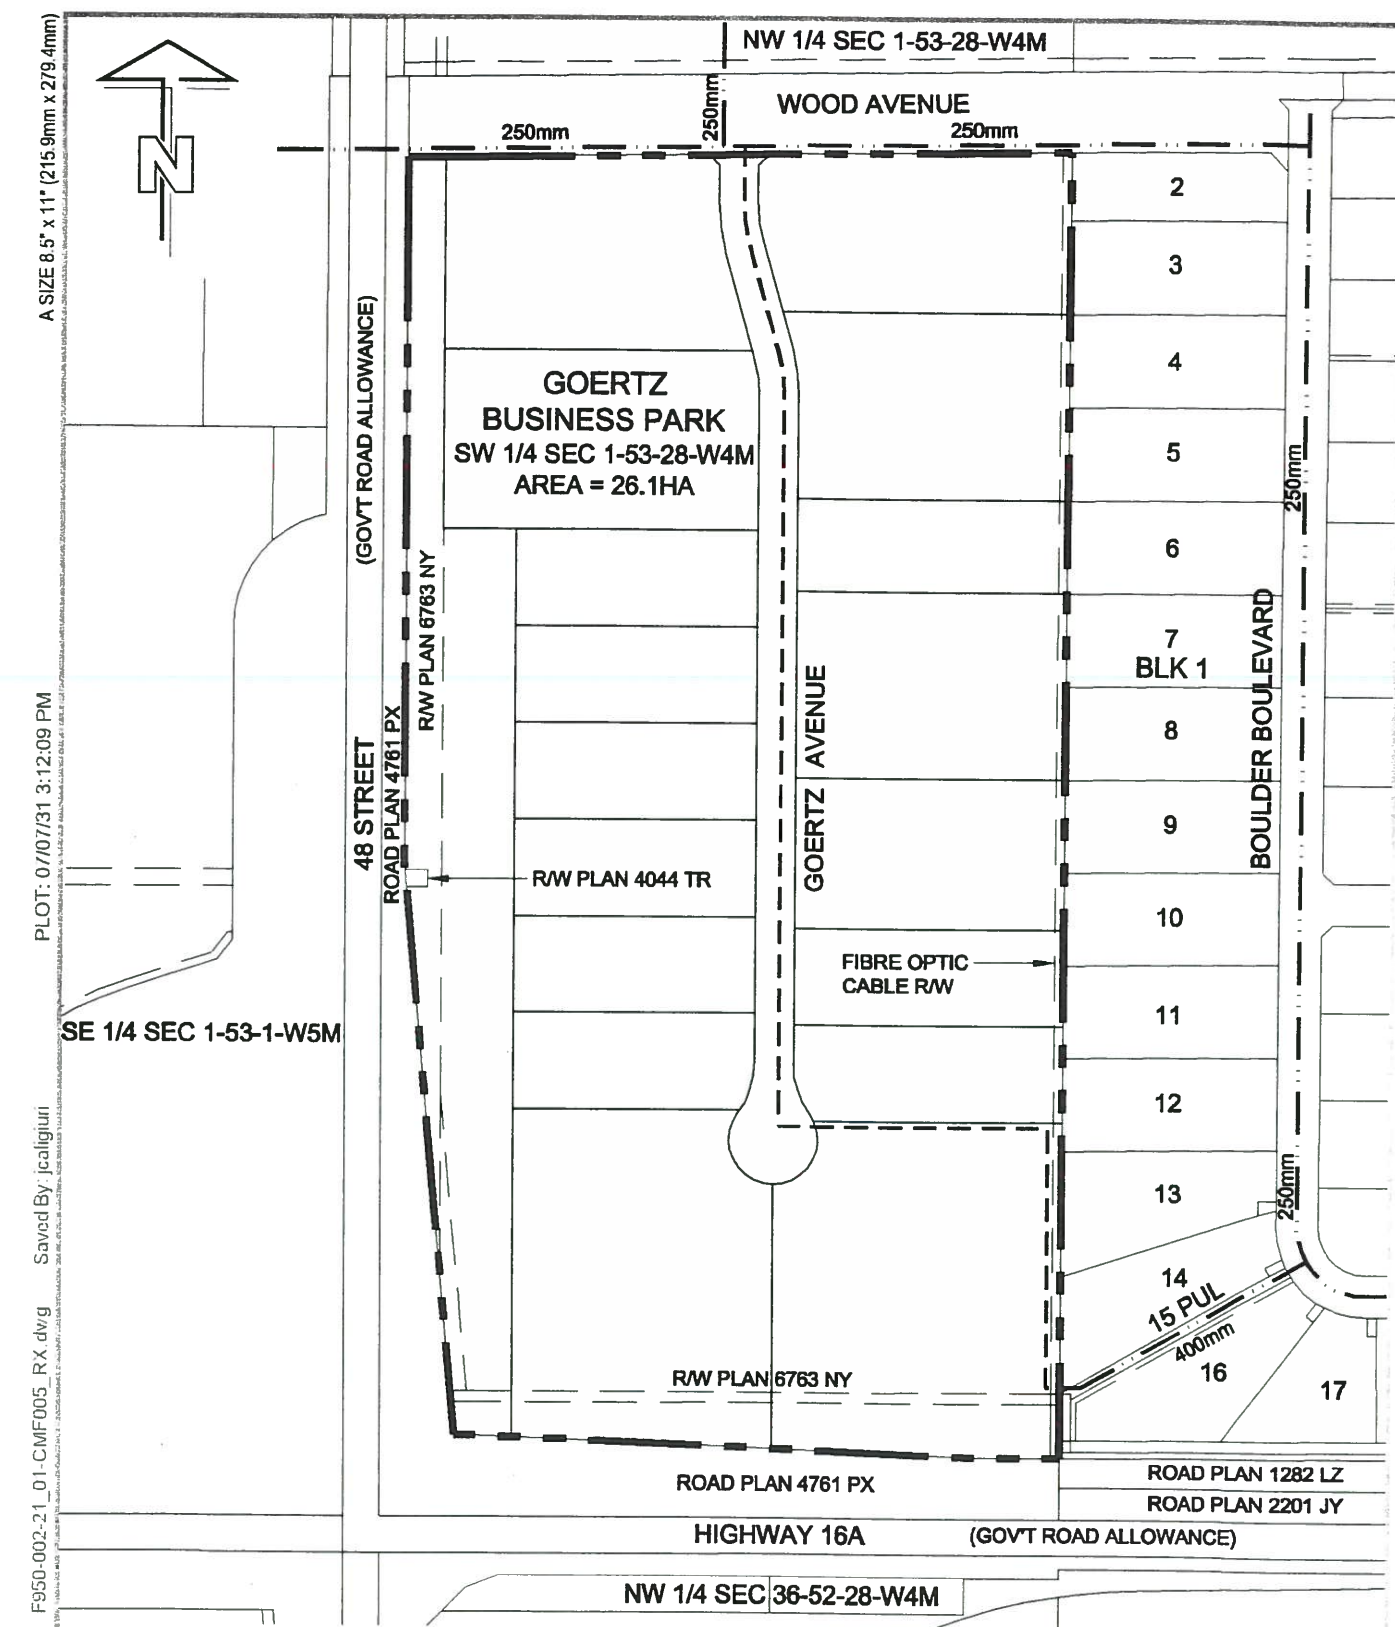 A SIZE 8.5" x 11" (215.9mm x 279.4mm)
PLOT: 07/07/31 3:12:09 PM
Saved By: jcaligiuri
F950-002-21_01-CMF005_RX.dwg
N
NW 1/4 SEC 1-53-28-W4M
WOOD AVENUE
250mm
250mm
250mm
2
3
4
5
6
7
BLK 1
8
9
10
11
12
13
14
15 PUL
400mm
16
17
GOERTZ
BUSINESS PARK
SW 1/4 SEC 1-53-28-W4M
AREA = 26.1HA
(GOV'T ROAD ALLOWANCE)
R/W PLAN 6763 NY
48 STREET
ROAD PLAN 4761 PX
R/W PLAN 4044 TR
GOERTZ AVENUE
BOULDER BOULEVARD
250mm
250mm
FIBRE OPTIC
CABLE R/W
SE 1/4 SEC 1-53-1-W5M
R/W PLAN 6763 NY
ROAD PLAN 4761 PX
ROAD PLAN 1282 LZ
ROAD PLAN 2201 JY
HIGHWAY 16A
(GOV'T ROAD ALLOWANCE)
NW 1/4 SEC 36-52-28-W4M